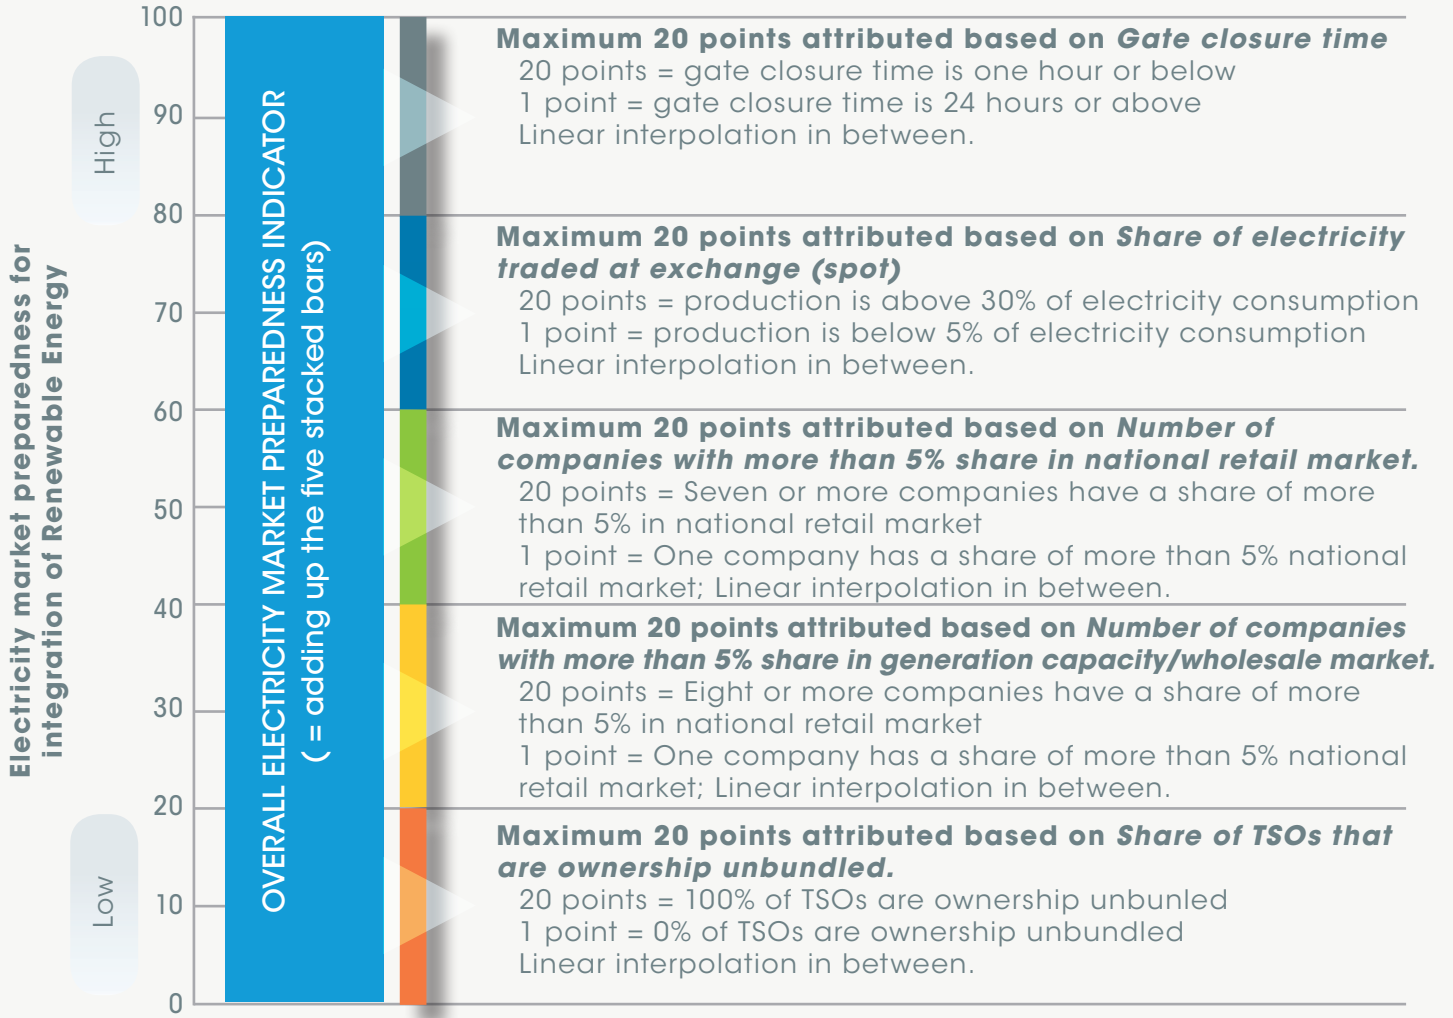 Electricity market preparedness for
integration of Renewable Energy
High
Low
100
90
80
70
60
50
40
30
20
10
0
OVERALL ELECTRICITY MARKET PREPAREDNESS INDICATOR
( = adding up the five stacked bars)
Maximum 20 points attributed based on Gate closure time
20 points = gate closure time is one hour or below
1 point = gate closure time is 24 hours or above
Linear interpolation in between.
Maximum 20 points attributed based on Share of electricity
traded at exchange (spot)
20 points = production is above 30% of electricity consumption
1 point = production is below 5% of electricity consumption
Linear interpolation in between.
Maximum 20 points attributed based on Number of
companies with more than 5% share in national retail market.
20 points = Seven or more companies have a share of more
than 5% in national retail market
1 point = One company has a share of more than 5% national
retail market; Linear interpolation in between.
Maximum 20 points attributed based on Number of companies
with more than 5% share in generation capacity/wholesale market.
20 points = Eight or more companies have a share of more
than 5% in national retail market
1 point = One company has a share of more than 5% national
retail market; Linear interpolation in between.
Maximum 20 points attributed based on Share of TSOs that
are ownership unbundled.
20 points = 100% of TSOs are ownership unbunled
1 point = 0% of TSOs are ownership unbundled
Linear interpolation in between.